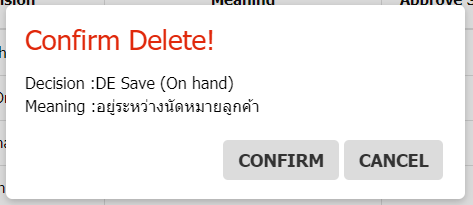 Meaning
Confirm Delete!
Decision :DE Save (On hand)
Meaning :อยู่ระหว่างนัดหมายลูกค้า
CONFIRM CANCEL